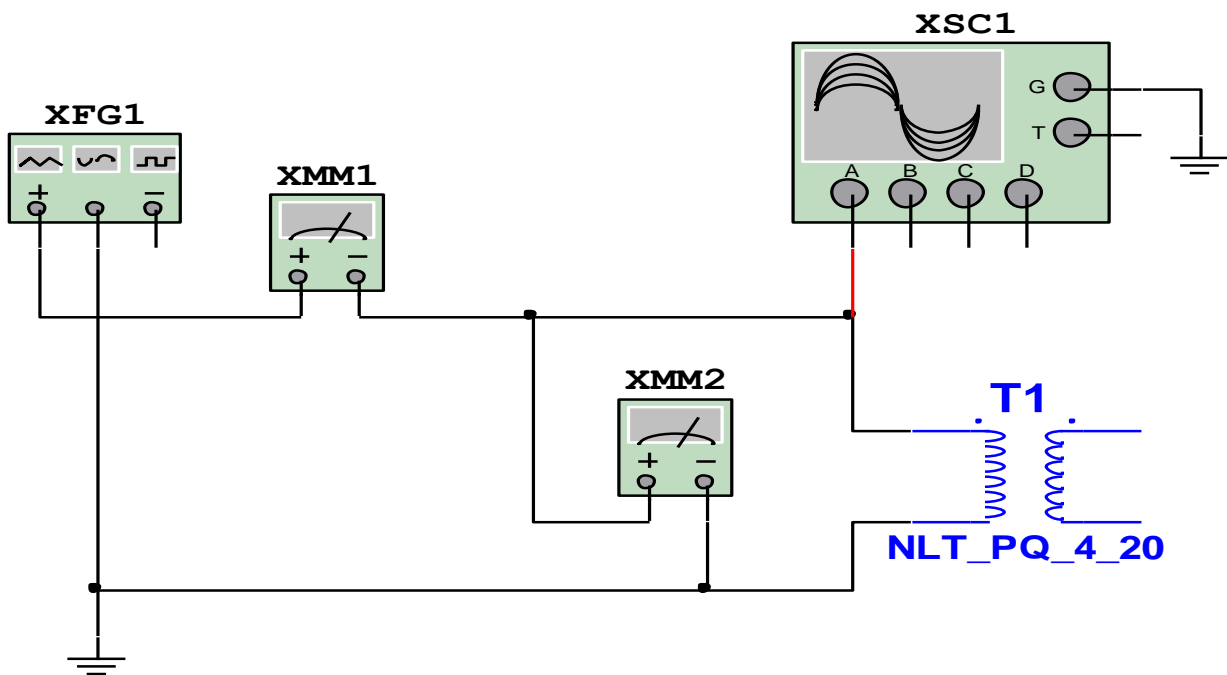 XSC1
XFG1
G
T
XMM1
A B C D
+ −
+ −
XMM2
+ −
T1
NLT_PQ_4_20